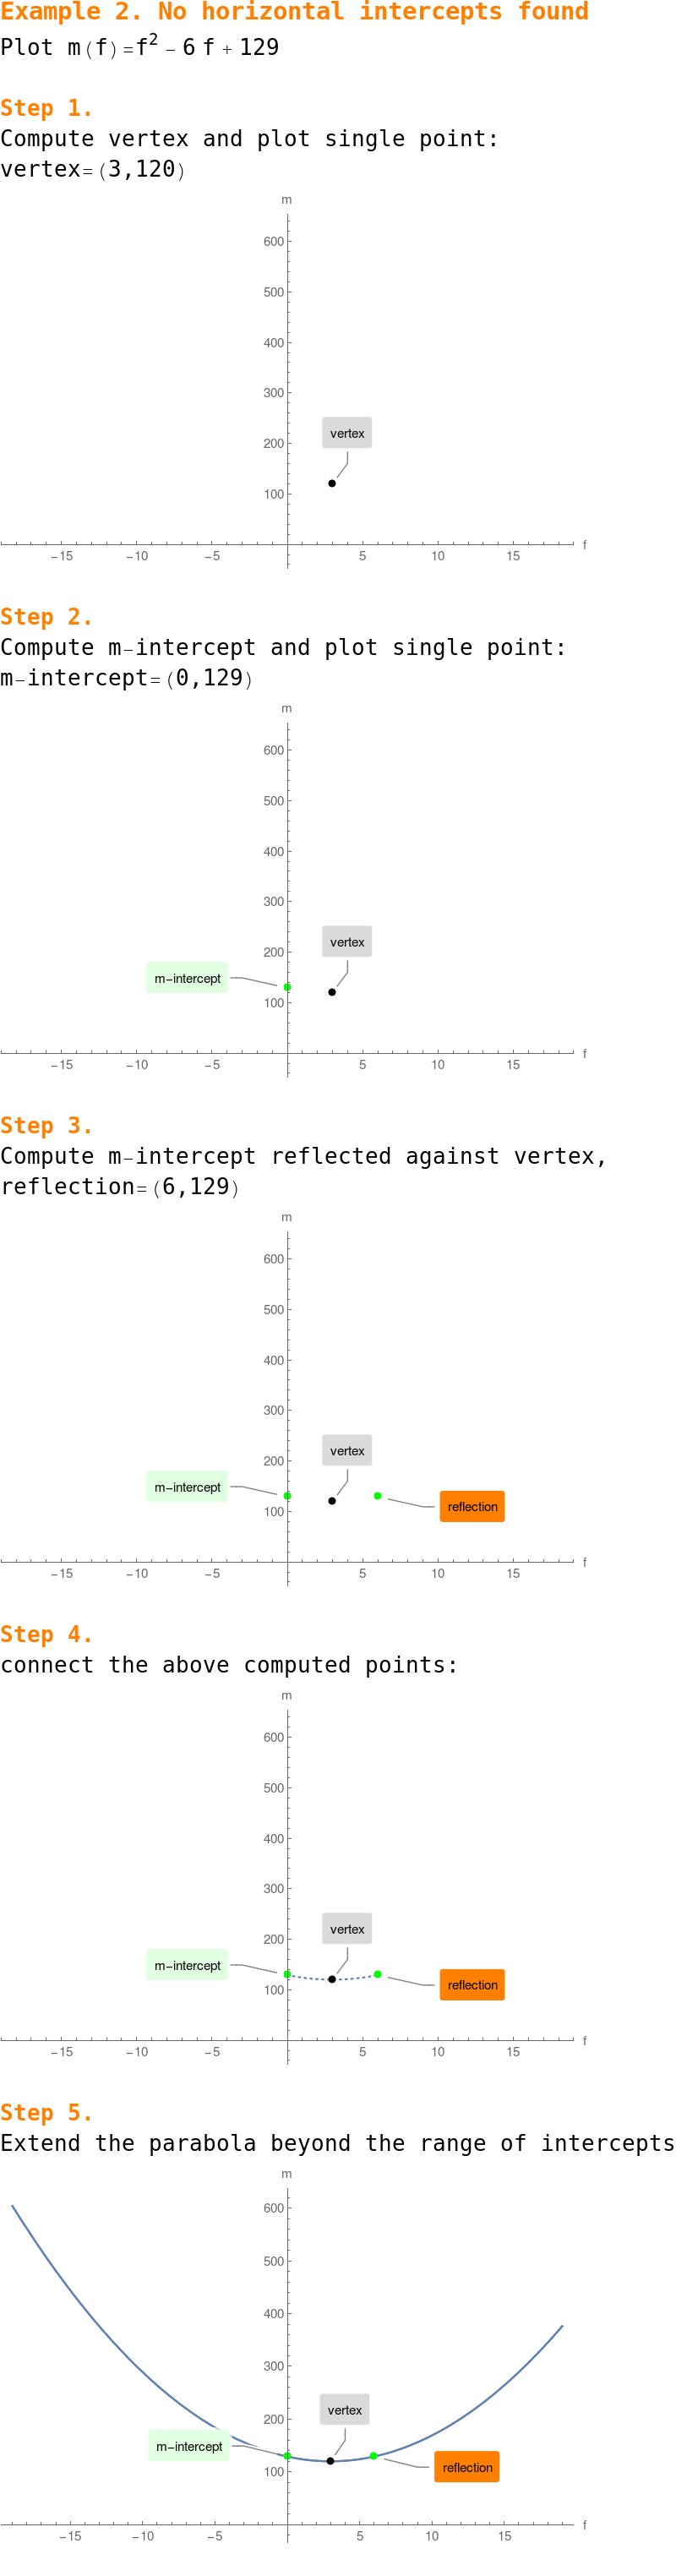 Example 2. No horizontal intercepts found
Plot m(f)=f² − 6 f + 129
Step 1.
Compute vertex and plot single point:
vertex=(3,120)
m
600
500
400
300
200
vertex
100
f
−15 −10 −5 5 10 15
Step 2.
Compute m−intercept and plot single point:
m−intercept=(0,129)
m
600
500
400
300
200
vertex
m−intercept
100
f
−15 −10 −5 5 10 15
Step 3.
Compute m−intercept reflected against vertex,
reflection=(6,129)
m
600
500
400
300
200
vertex
m−intercept
reflection
100
f
−15 −10 −5 5 10 15
Step 4.
connect the above computed points:
m
600
500
400
300
200
vertex
m−intercept
reflection
100
f
−15 −10 −5 5 10 15
Step 5.
Extend the parabola beyond the range of intercepts
m
600
500
400
300
200
vertex
m−intercept
reflection
100
f
−15 −10 −5 5 10 15